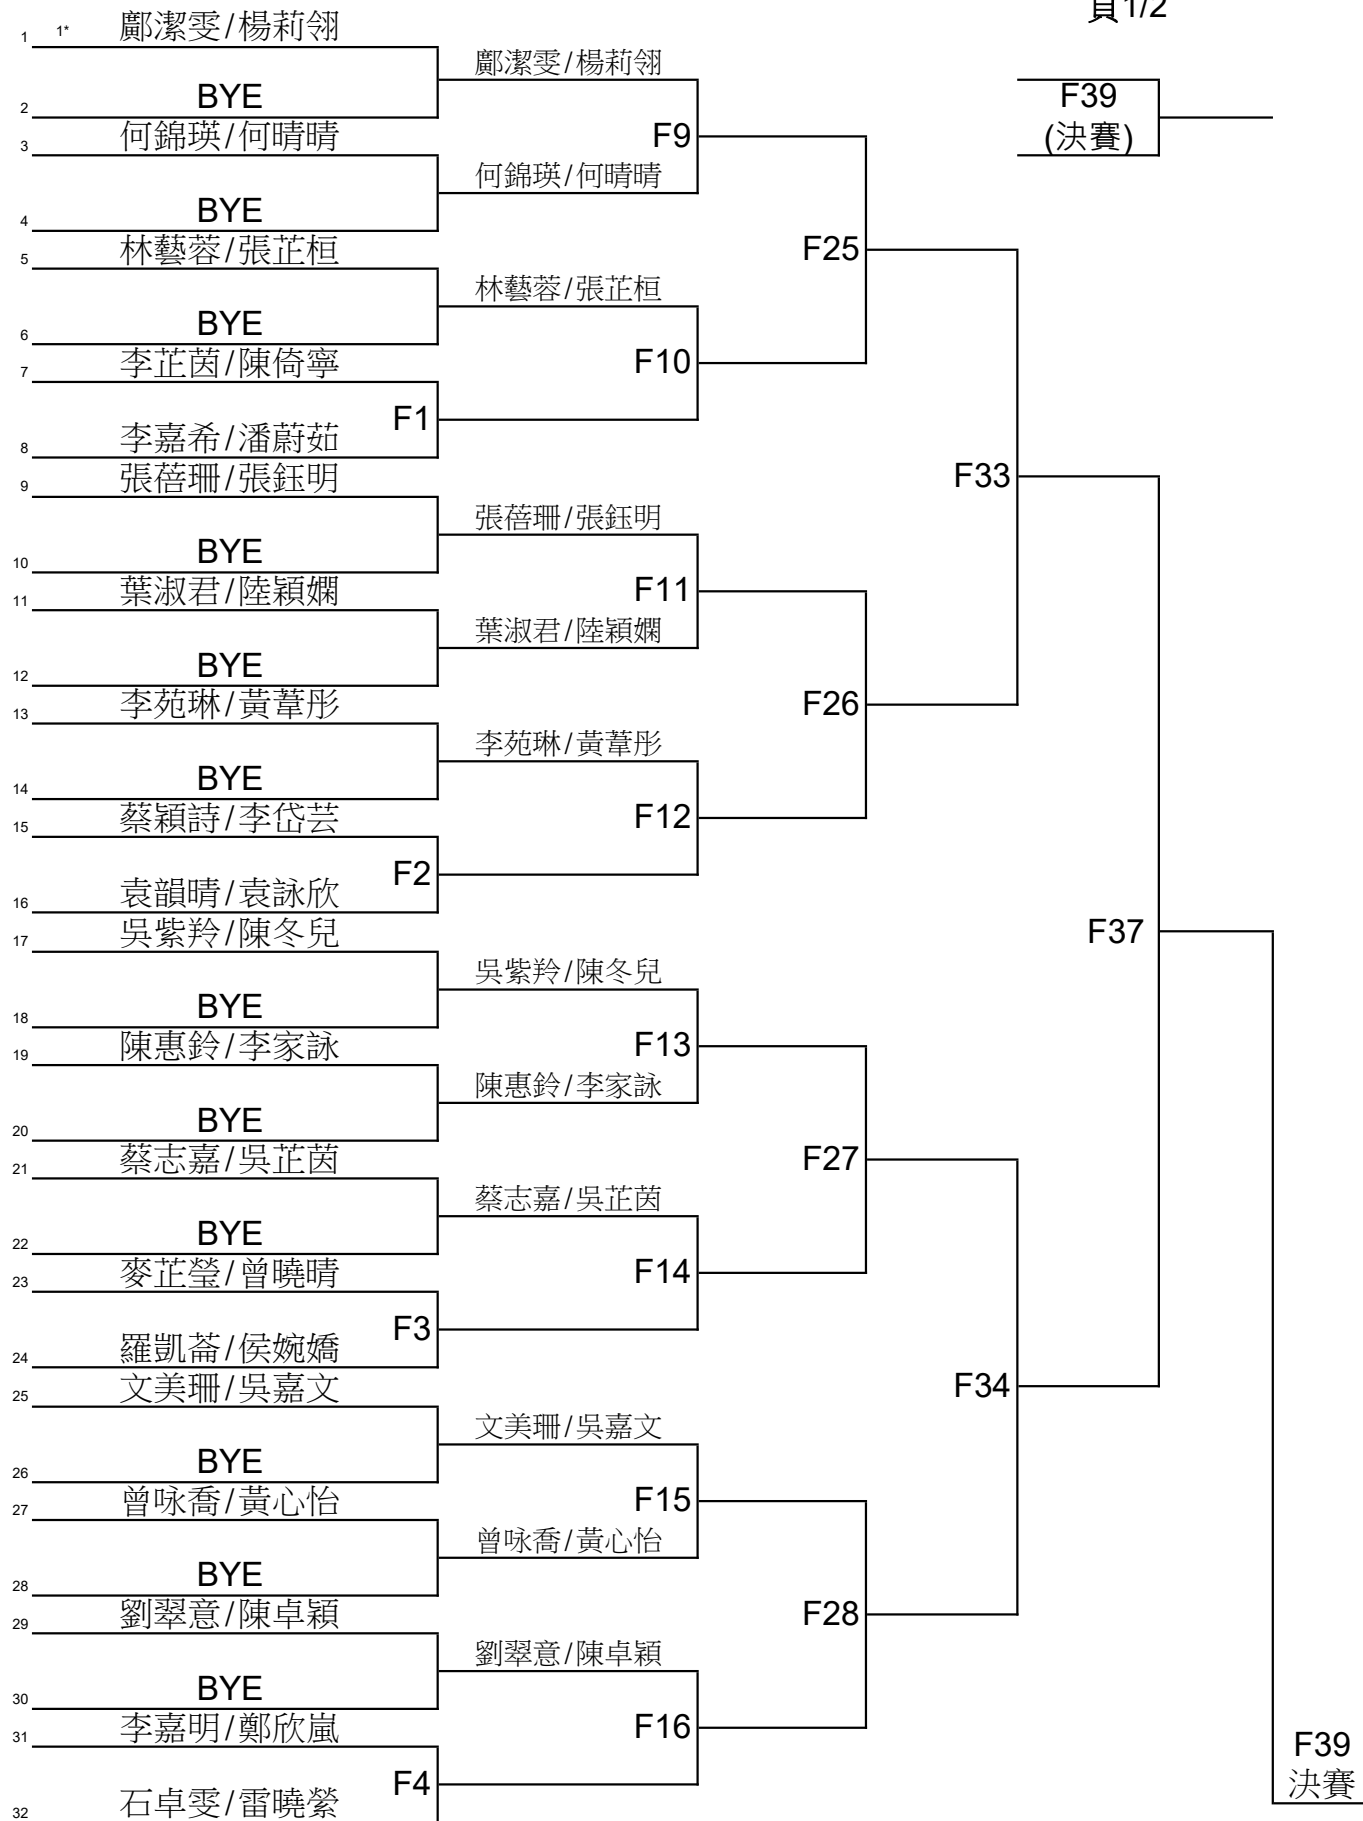 頁1/2
1 1* 鄺潔雯/楊莉翎
鄺潔雯/楊莉翎
2 BYE
F39
(決賽)
3 何錦瑛/何晴晴
F9
何錦瑛/何晴晴
4 BYE
5 林藝蓉/張芷桓
F25
林藝蓉/張芷桓
6 BYE
7 李芷茵/陳倚寧
F10
F1
8 李嘉希/潘蔚茹
9 張蓓珊/張鈺明
F33
張蓓珊/張鈺明
10 BYE
11 葉淑君/陸穎嫻
F11
葉淑君/陸穎嫻
12 BYE
13 李苑琳/黃葦彤
F26
李苑琳/黃葦彤
14 BYE
15 蔡穎詩/李岱芸
F12
F2
16 袁韻晴/袁詠欣
17 吳紫羚/陳冬兒
F37
吳紫羚/陳冬兒
18 BYE
19 陳惠鈴/李家詠
F13
陳惠鈴/李家詠
20 BYE
21 蔡志嘉/吳芷茵
F27
蔡志嘉/吳芷茵
22 BYE
23 麥芷瑩/曾曉晴
F14
F3
24 羅凱菕/侯婉嬌
25 文美珊/吳嘉文
F34
文美珊/吳嘉文
26 BYE
27 曾咏喬/黃心怡
F15
曾咏喬/黃心怡
28 BYE
29 劉翠意/陳卓穎
F28
劉翠意/陳卓穎
30 BYE
31 李嘉明/鄭欣嵐
F16
F39
決賽
F4
32 石卓雯/雷曉縈